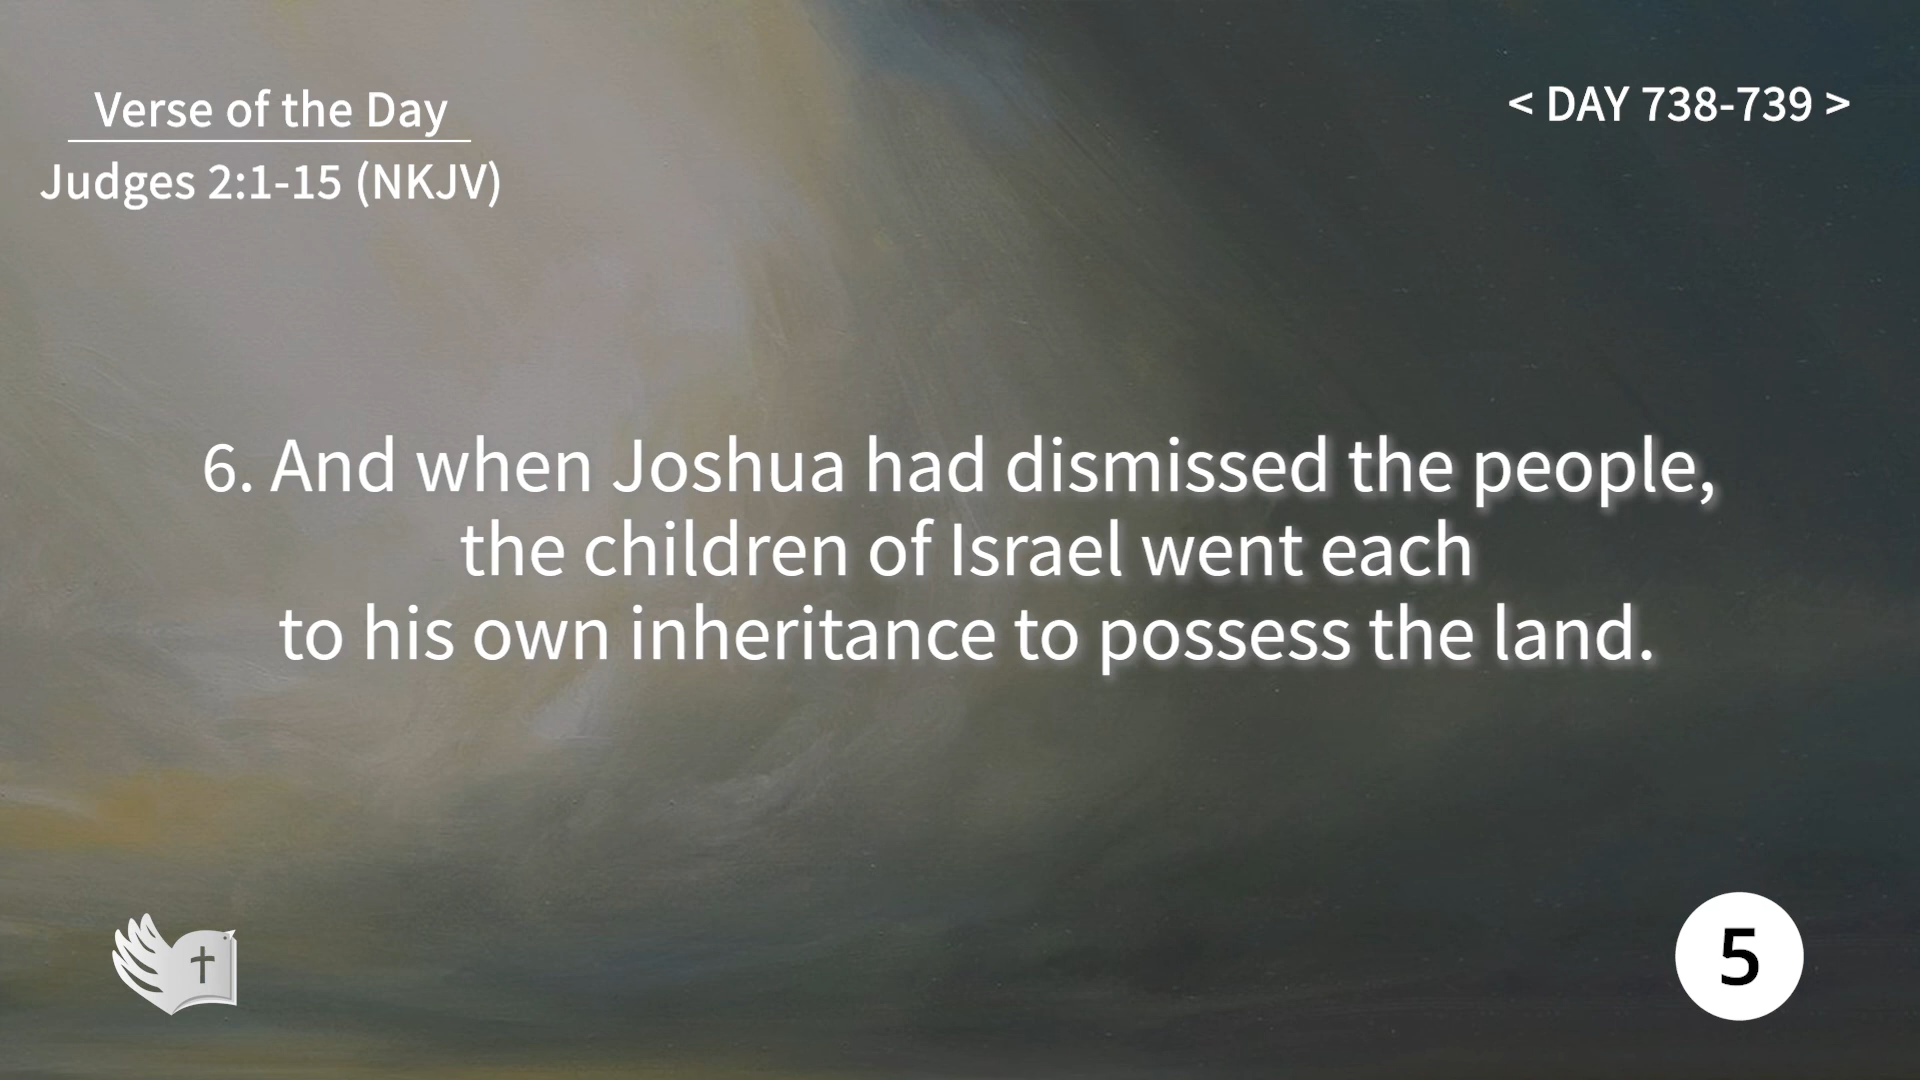 Verse of the Day
Judges 2:1-15 (NKJV)
< DAY 738-739 >
6. And when Joshua had dismissed the people,
the children of Israel went each
to his own inheritance to possess the land.
5